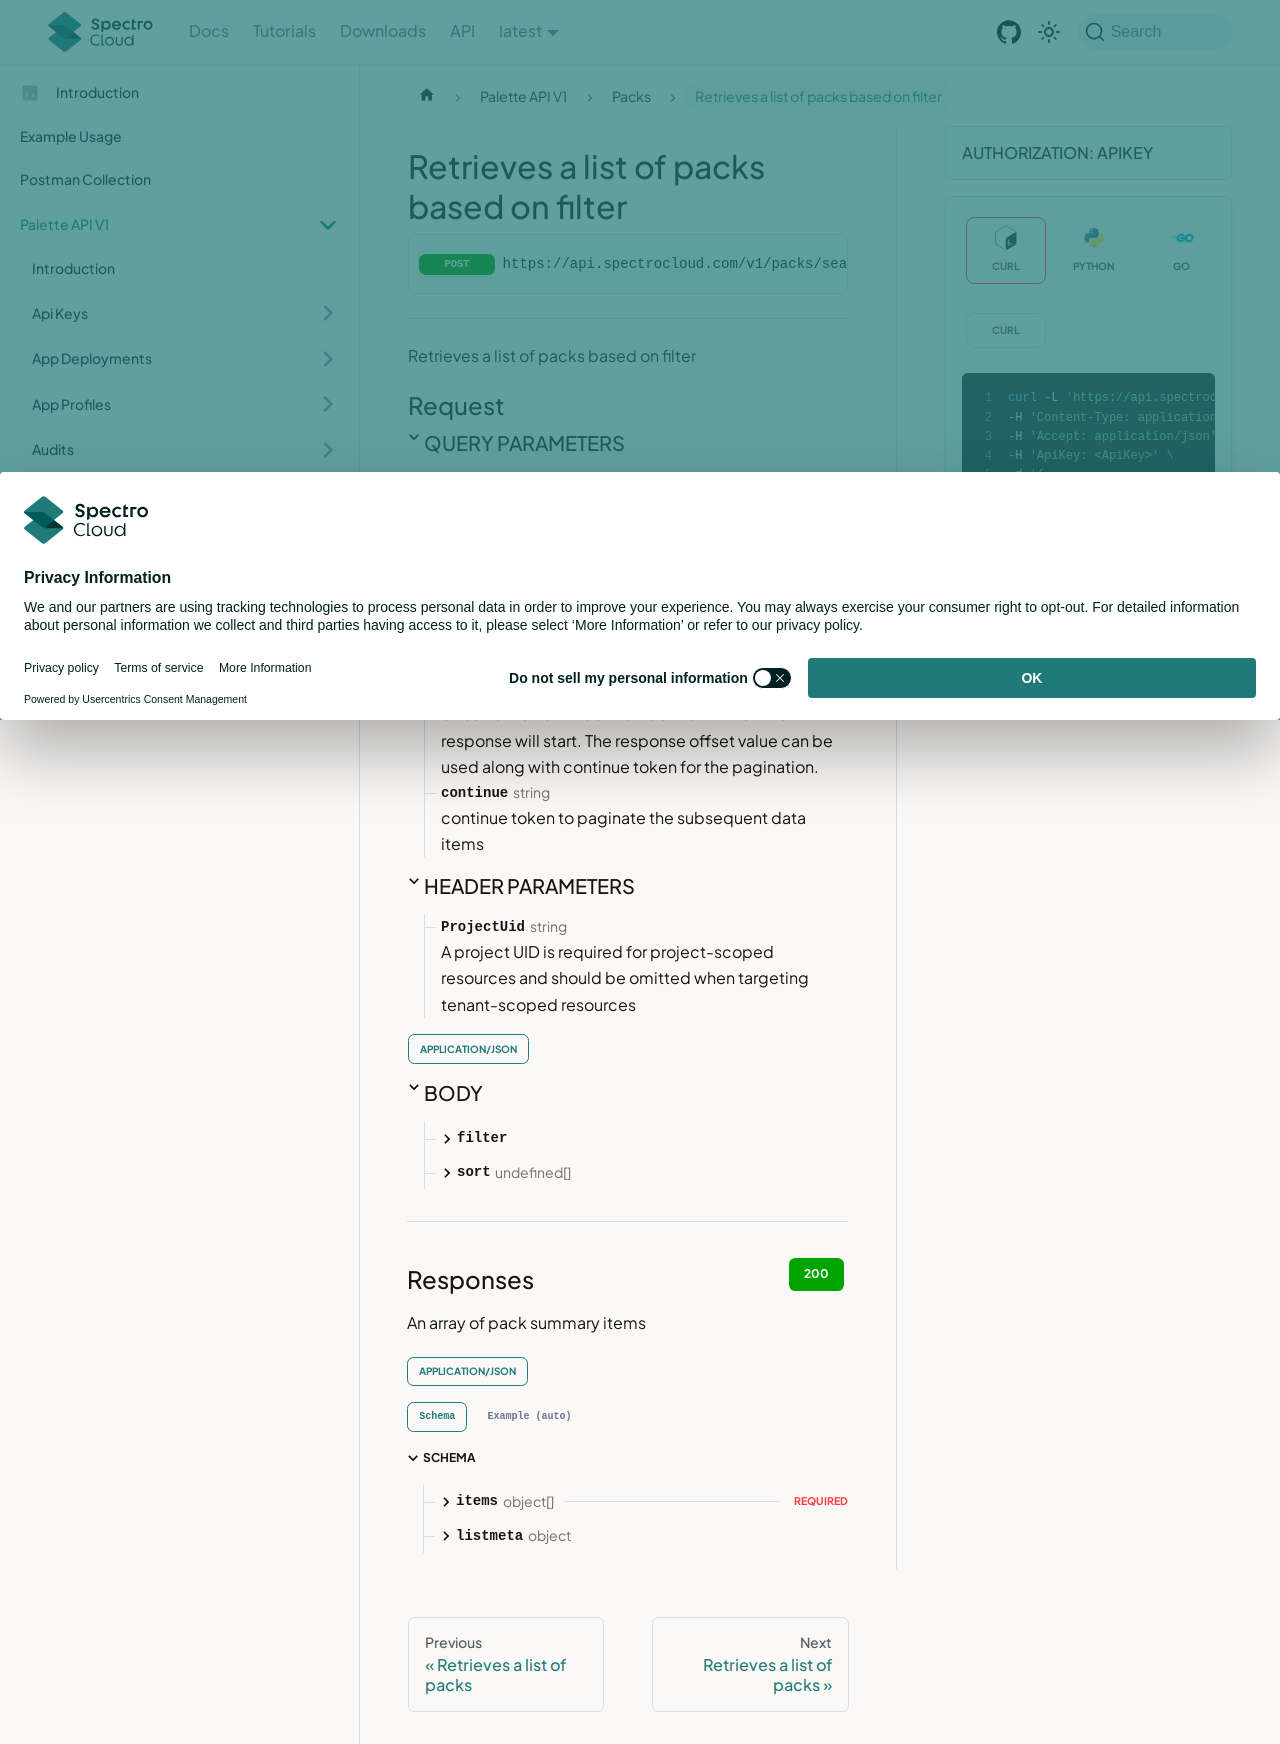 Spectro Cloud
Docs
Tutorials
Downloads
API
latest
Search
Introduction
Example Usage
Postman Collection
Palette API V1
Introduction
Api Keys
App Deployments
App Profiles
Audits
Palette API V1
Packs
Retrieves a list of packs based on filter
Retrieves a list of packs
based on filter
POST https://api.spectrocloud.com/v1/packs/sea
Retrieves a list of packs based on filter
Request
QUERY PARAMETERS
AUTHORIZATION: APIKEY
CURL
PYTHON
GO
CURL
1 curl -L 'https://api.spectroc
2 -H 'Content-Type: application
3 -H 'Accept: application/json'
4 -H 'ApiKey: <ApiKey>' \
Spectro
Cloud
Privacy Information
We and our partners are using tracking technologies to process personal data in order to improve your experience. You may always exercise your consumer right to opt-out. For detailed information
about personal information we collect and third parties having access to it, please select ‘More Information’ or refer to our privacy policy.
Privacy policy
Terms of service
More Information
Powered by Usercentrics Consent Management
Do not sell my personal information
OK
response will start. The response offset value can be
used along with continue token for the pagination.
continue string
continue token to paginate the subsequent data
items
HEADER PARAMETERS
ProjectUid string
A project UID is required for project-scoped
resources and should be omitted when targeting
tenant-scoped resources
APPLICATION/JSON
BODY
filter
sort undefined[]
Responses
200
An array of pack summary items
APPLICATION/JSON
Schema
Example (auto)
SCHEMA
items object[] REQUIRED
listmeta object
Previous
« Retrieves a list of
packs
Next
Retrieves a list of
packs »